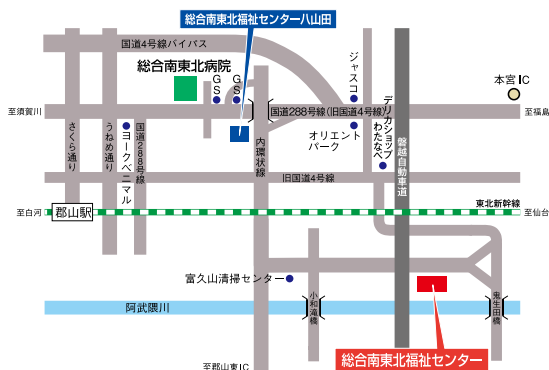 総合南東北福祉センター八山田
国道4号線バイパス
総合南東北病院
GS
GS
ジャスコ
本宮IC
至須賀川
国道288号線(旧国道4号線)
至福島
さくら通り
うねめ通り
ヨークベニマル
国道288号線
内環状線
オリエント
パーク
デリカショップ
わたなべ
磐越自動車道
旧国道4号線
東北新幹線
至白河
郡山駅
至仙台
富久山清掃センター
小和滝橋
鬼生田橋
阿武隈川
総合南東北福祉センター
至郡山東IC